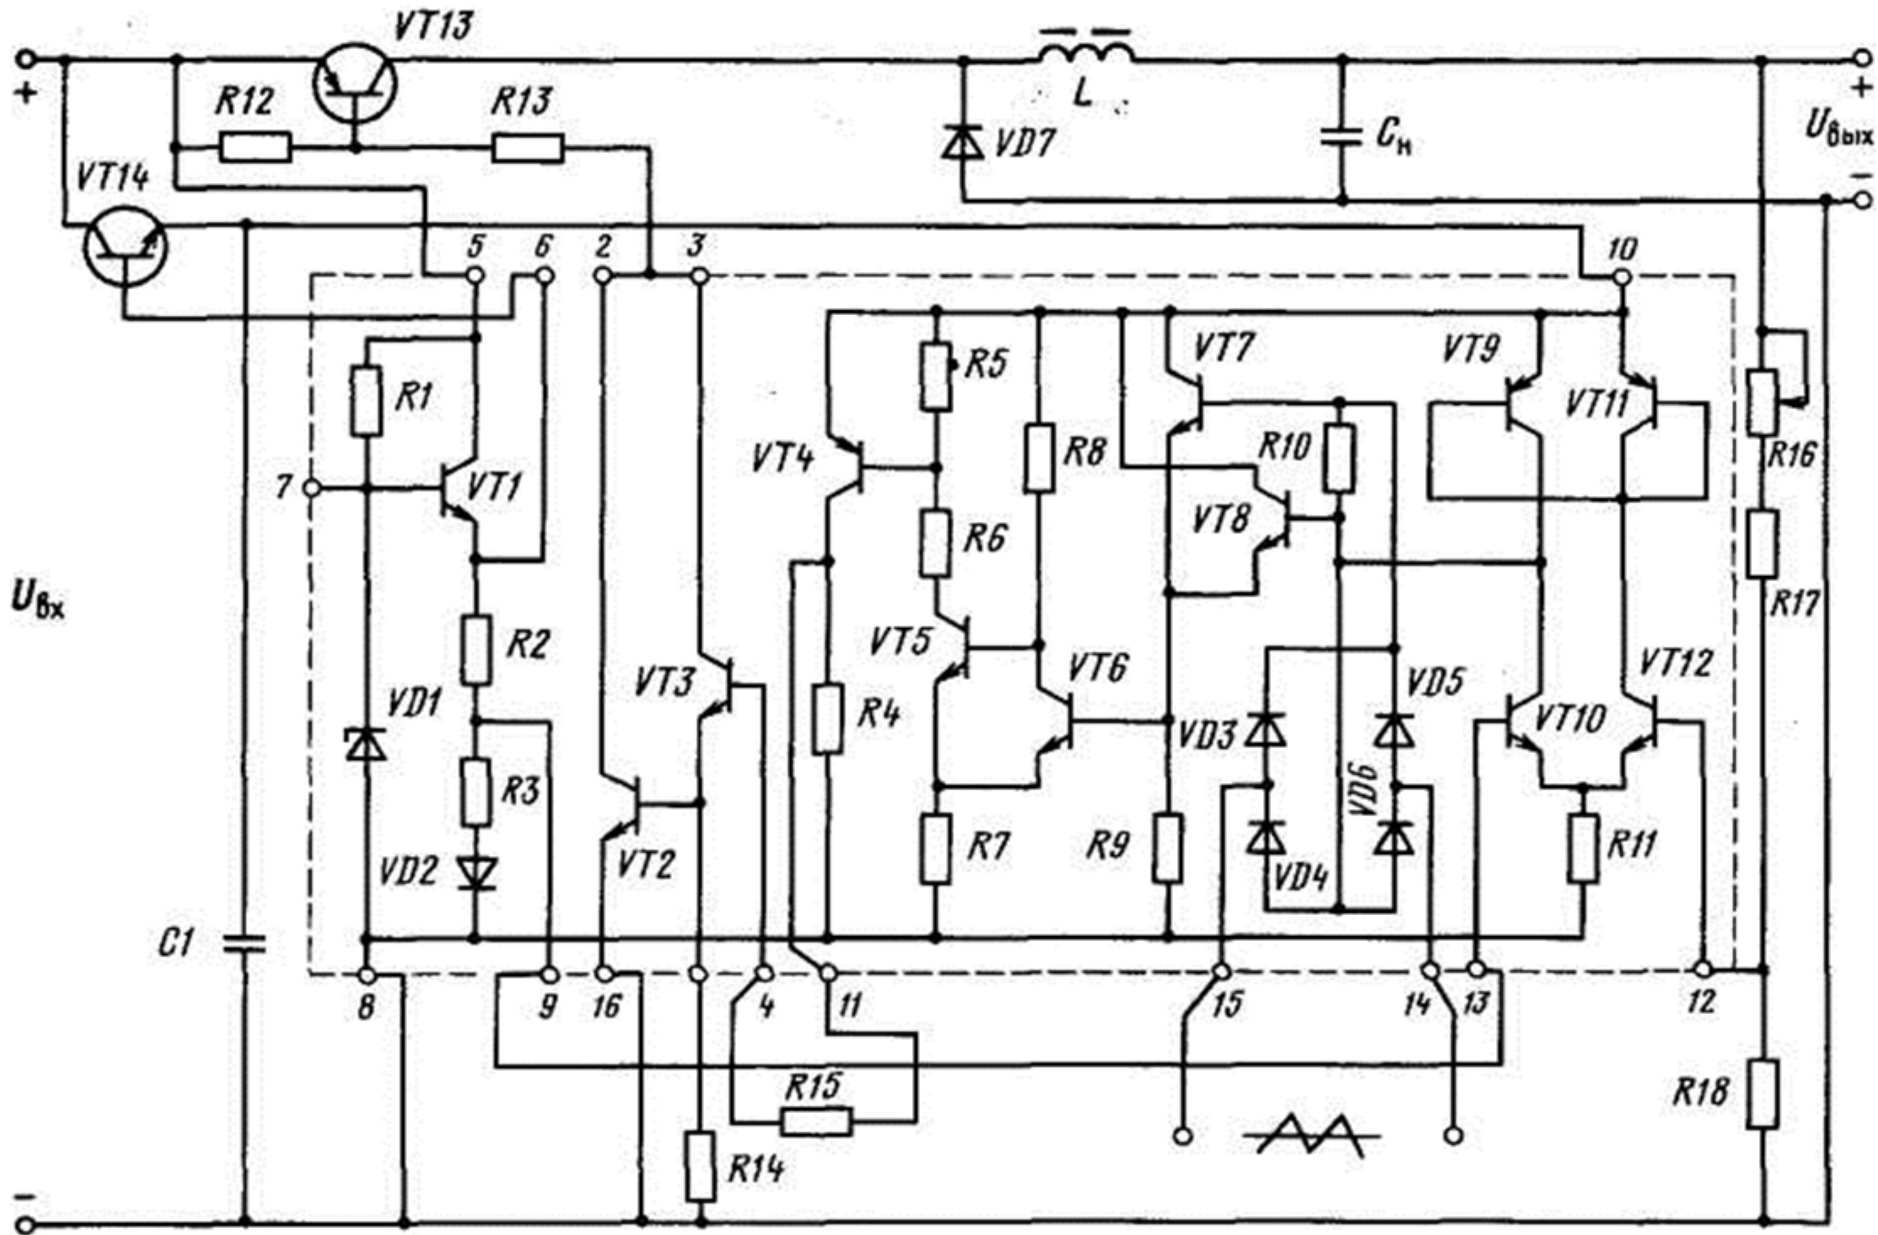 VT13
+
R12
R13
L
VD7
Cн
+
Uвых
−
VT14
5
6
2
3
10
R1
VT4
R5
R8
VT7
R10
VT9
VT11
R16
7
VT1
R6
VT8
Uвх
R17
R2
VT5
VT6
VT12
VT3
VD1
R4
VD3
VD5
VT10
R3
VD6
VD2
VT2
R7
R9
VD4
R11
C1
8
9
16
4
11
15
14
13
12
R15
R18
R14
−